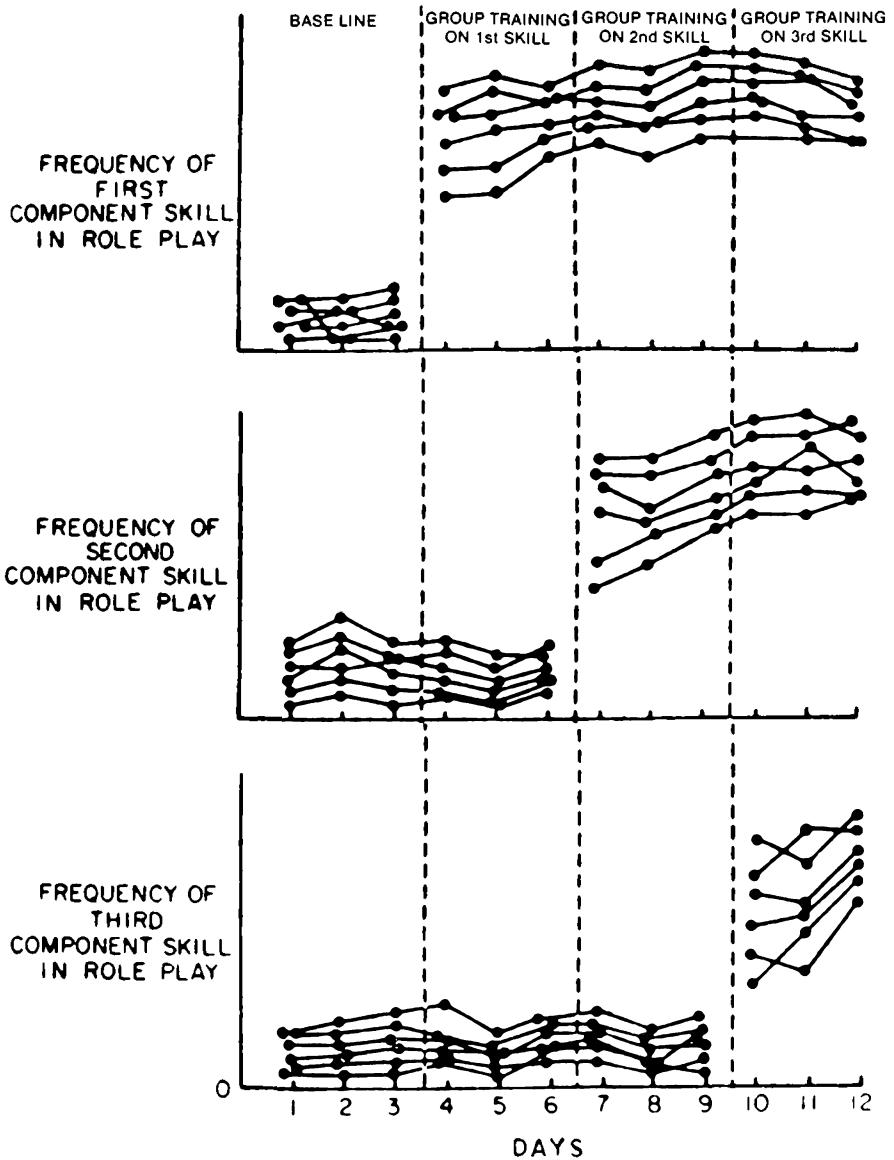 BASE LINE
GROUP TRAINING
ON 1st SKILL
GROUP TRAINING
ON 2nd SKILL
GROUP TRAINING
ON 3rd SKILL
FREQUENCY OF
FIRST
COMPONENT SKILL
IN ROLE PLAY
FREQUENCY OF
SECOND
COMPONENT SKILL
IN ROLE PLAY
FREQUENCY OF
THIRD
COMPONENT SKILL
IN ROLE PLAY
0
1 2 3 4 5 6 7 8 9 10 11 12
DAYS